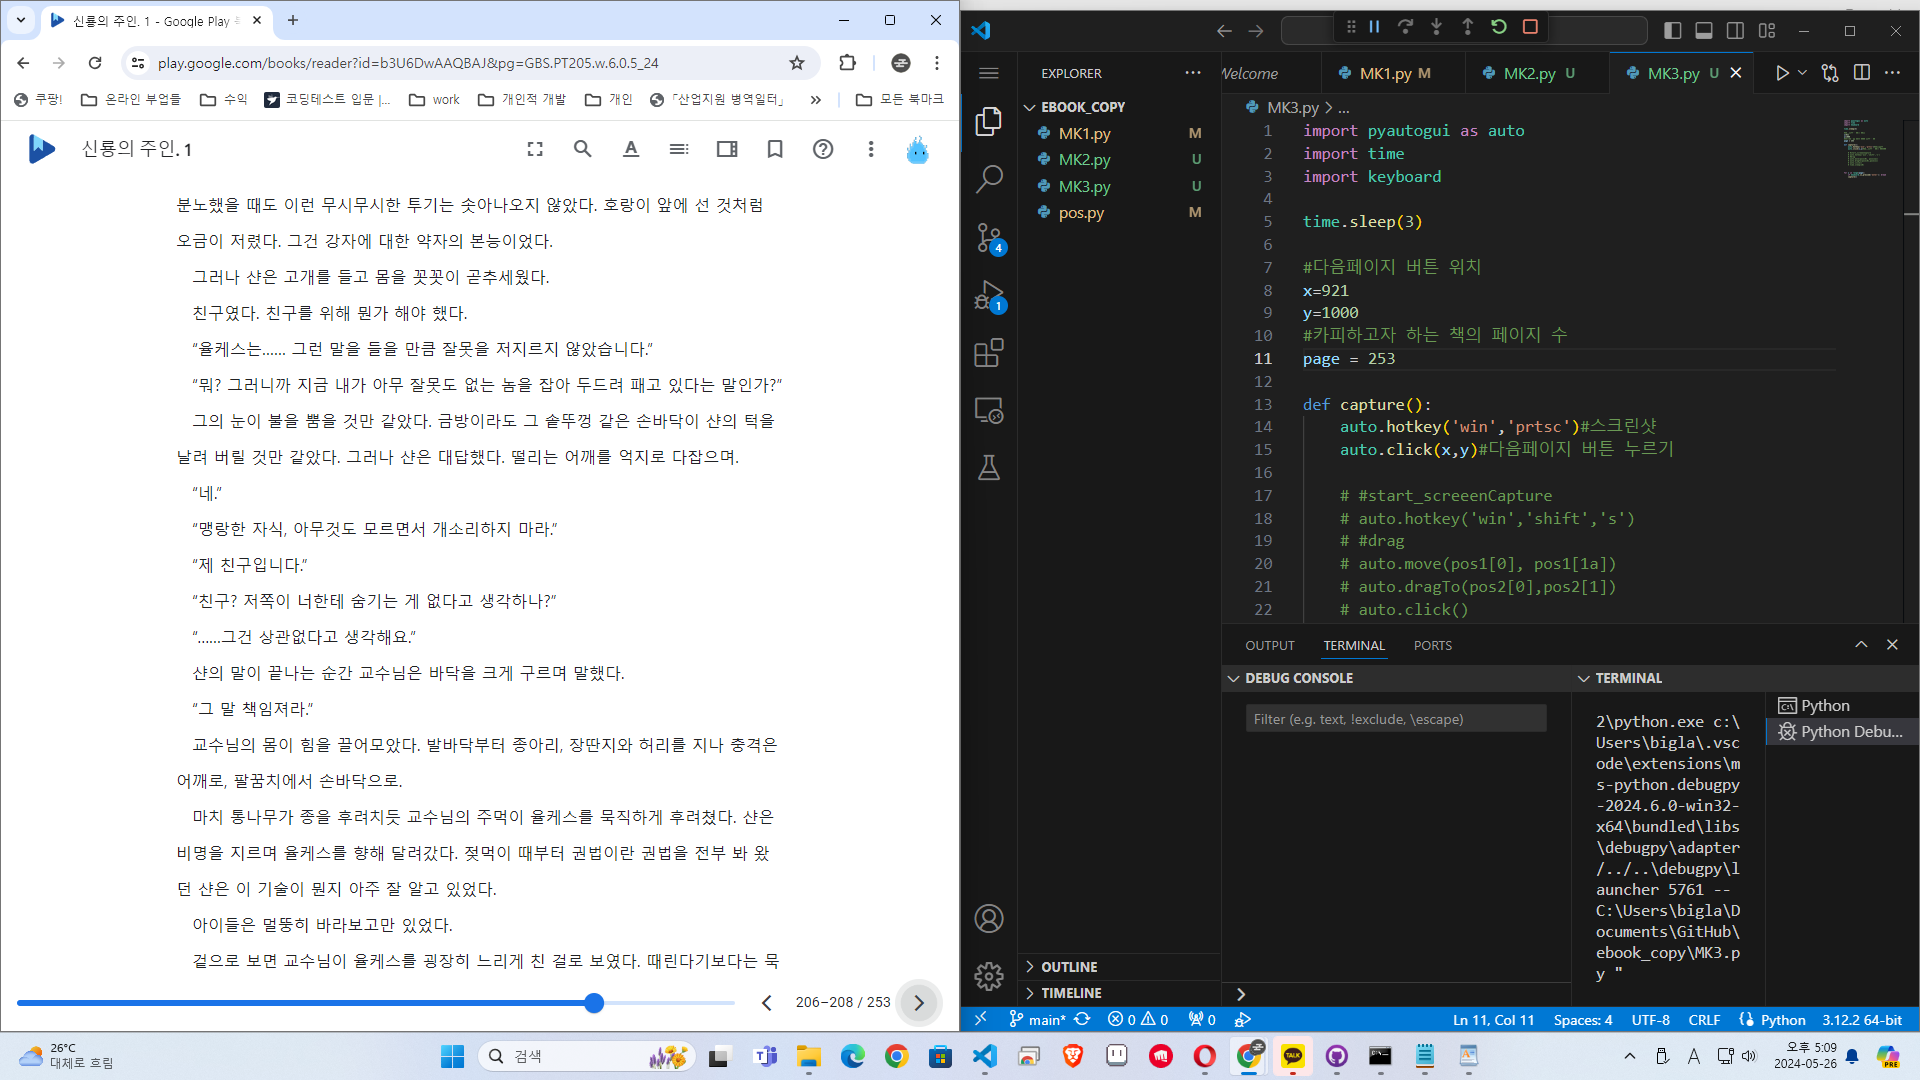 신룡의 주인. 1 - Google Play
play.google.com/books/reader?id=b3U6DwAAQBAJ&pg=GBS.PT205.w.6.0.5_24
쿠팡!
온라인 부업들
수익
코딩테스트 입문 |...
work
개인적 개발
개인
「산업지원 병역일터」
»
모든 북마크
신룡의 주인. 1
분노했을 때도 이런 무시무시한 투기는 솟아나오지 않았다. 호랑이 앞에 선 것처럼
오금이 저렸다. 그건 강자에 대한 약자의 본능이었다.
그러나 샨은 고개를 들고 몸을 꼿꼿이 곧추세웠다.
친구였다. 친구를 위해 뭔가 해야 했다.
“율케스는…… 그런 말을 들을 만큼 잘못을 저지르지 않았습니다.”
“뭐? 그러니까 지금 내가 아무 잘못도 없는 놈을 잡아 두드려 패고 있다는 말인가?”
그의 눈이 불을 뿜을 것만 같았다. 금방이라도 그 솥뚜껑 같은 손바닥이 샨의 턱을
날려 버릴 것만 같았다. 그러나 샨은 대답했다. 떨리는 어깨를 억지로 다잡으며.
“네.”
“맹랑한 자식, 아무것도 모르면서 개소리하지 마라.”
“제 친구입니다.”
“친구? 저쪽이 너한테 숨기는 게 없다고 생각하나?”
“……그건 상관없다고 생각해요.”
샨의 말이 끝나는 순간 교수님은 바닥을 크게 구르며 말했다.
“그 말 책임져라.”
교수님의 몸이 힘을 끌어모았다. 발바닥부터 종아리, 장딴지와 허리를 지나 충격은
어깨로, 팔꿈치에서 손바닥으로.
마치 통나무가 종을 후려치듯 교수님의 주먹이 율케스를 묵직하게 후려쳤다. 샨은
비명을 지르며 율케스를 향해 달려갔다. 젖먹이 때부터 권법이란 권법을 전부 봐 왔
던 샨은 이 기술이 뭔지 아주 잘 알고 있었다.
아이들은 멀뚱히 바라보고만 있었다.
겉으로 보면 교수님이 율케스를 굉장히 느리게 친 걸로 보였다. 때린다기보다는 묵
206–208 / 253
EXPLORER
EBOOK_COPY
MK1.py M
MK2.py U
MK3.py U
pos.py M
4
1
OUTLINE
TIMELINE
Welcome
MK1.py M
MK2.py U
MK3.py U
MK3.py > ...
1 import pyautogui as auto
2 import time
3 import keyboard
4
5 time.sleep(3)
6
7 #다음페이지 버튼 위치
8 x=921
9 y=1000
10 #카피하고자 하는 책의 페이지 수
11 page = 253
12
13 def capture():
14 auto.hotkey('win','prtsc')#스크린샷
15 auto.click(x,y)#다음페이지 버튼 누르기
16
17 # #start_screeenCapture
18 # auto.hotkey('win','shift','s')
19 # #drag
20 # auto.move(pos1[0], pos1[1a])
21 # auto.dragTo(pos2[0],pos2[1])
22 # auto.click()
OUTPUT
TERMINAL
PORTS
DEBUG CONSOLE
Filter (e.g. text, !exclude, \escape)
TERMINAL
2\python.exe c:\
Users\bigla\.vsc
ode\extensions\m
s-python.debugpy
-2024.6.0-win32-
x64\bundled\libs
\debugpy\adapter
/../..\debugpy\l
auncher 5761 --
C:\Users\bigla\D
ocuments\GitHub\
ebook_copy\MK3.p
y "
Python
Python Debu...
main*
0 0
0
Ln 11, Col 11
Spaces: 4
UTF-8
CRLF
Python
3.12.2 64-bit
26°C
대체로 흐림
검색
TALK
A
오후 5:09
2024-05-26
PRE